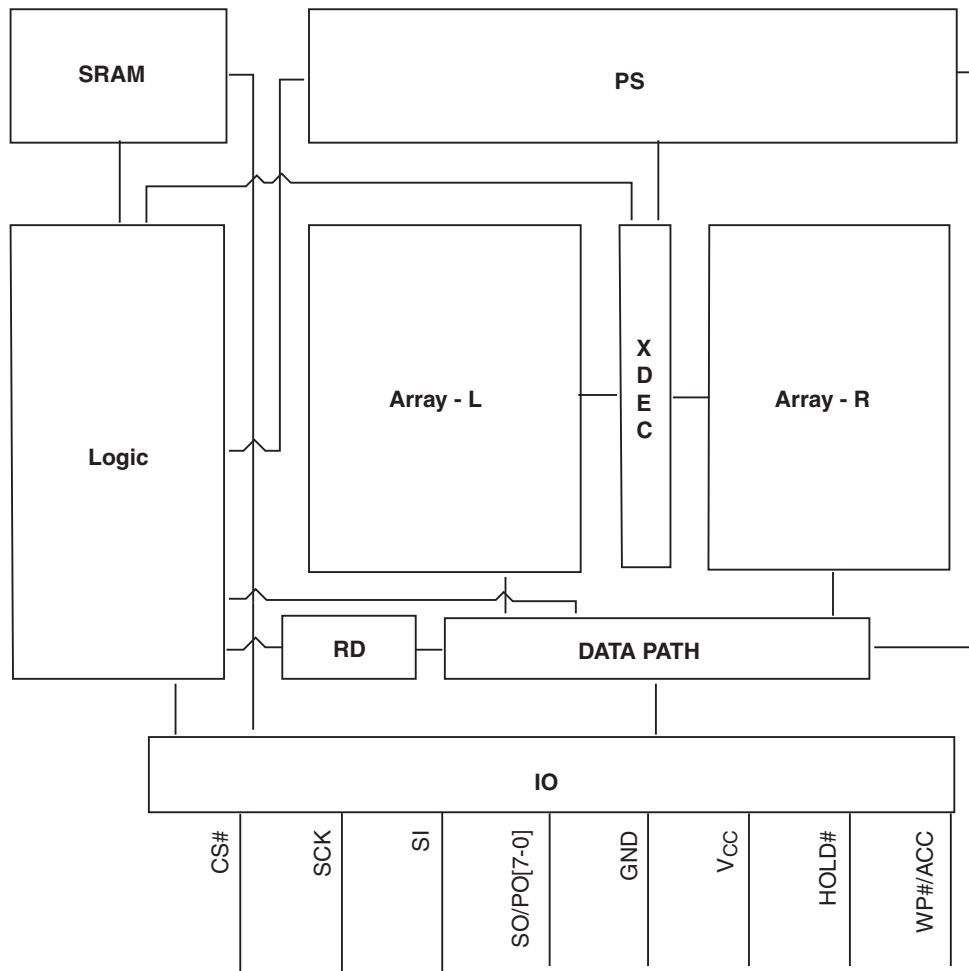 SRAM
PS
Logic
Array - L
X
D
E
C
Array - R
RD
DATA PATH
IO
CS#
SCK
SI
SO/PO[7-0]
GND
VCC
HOLD#
WP#/ACC